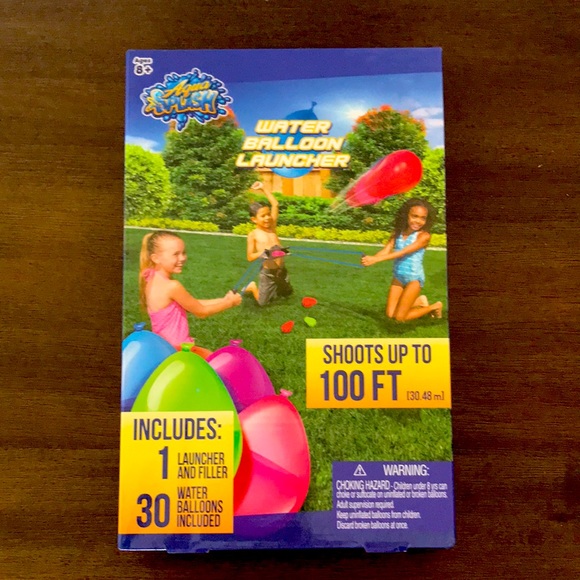 Ages
8+
Aqua
SPLASH
WATER
BALLOON
LAUNCHER
SHOOTS UP TO
100 FT [30.48 m]
INCLUDES:
1 LAUNCHER
AND FILLER
30 WATER
BALLOONS
INCLUDED
⚠ WARNING:
CHOKING HAZARD - Children under 8 yrs can
choke or suffocate on uninflated or broken balloons.
Adult supervision required.
Keep uninflated balloons from children.
Discard broken balloons at once.